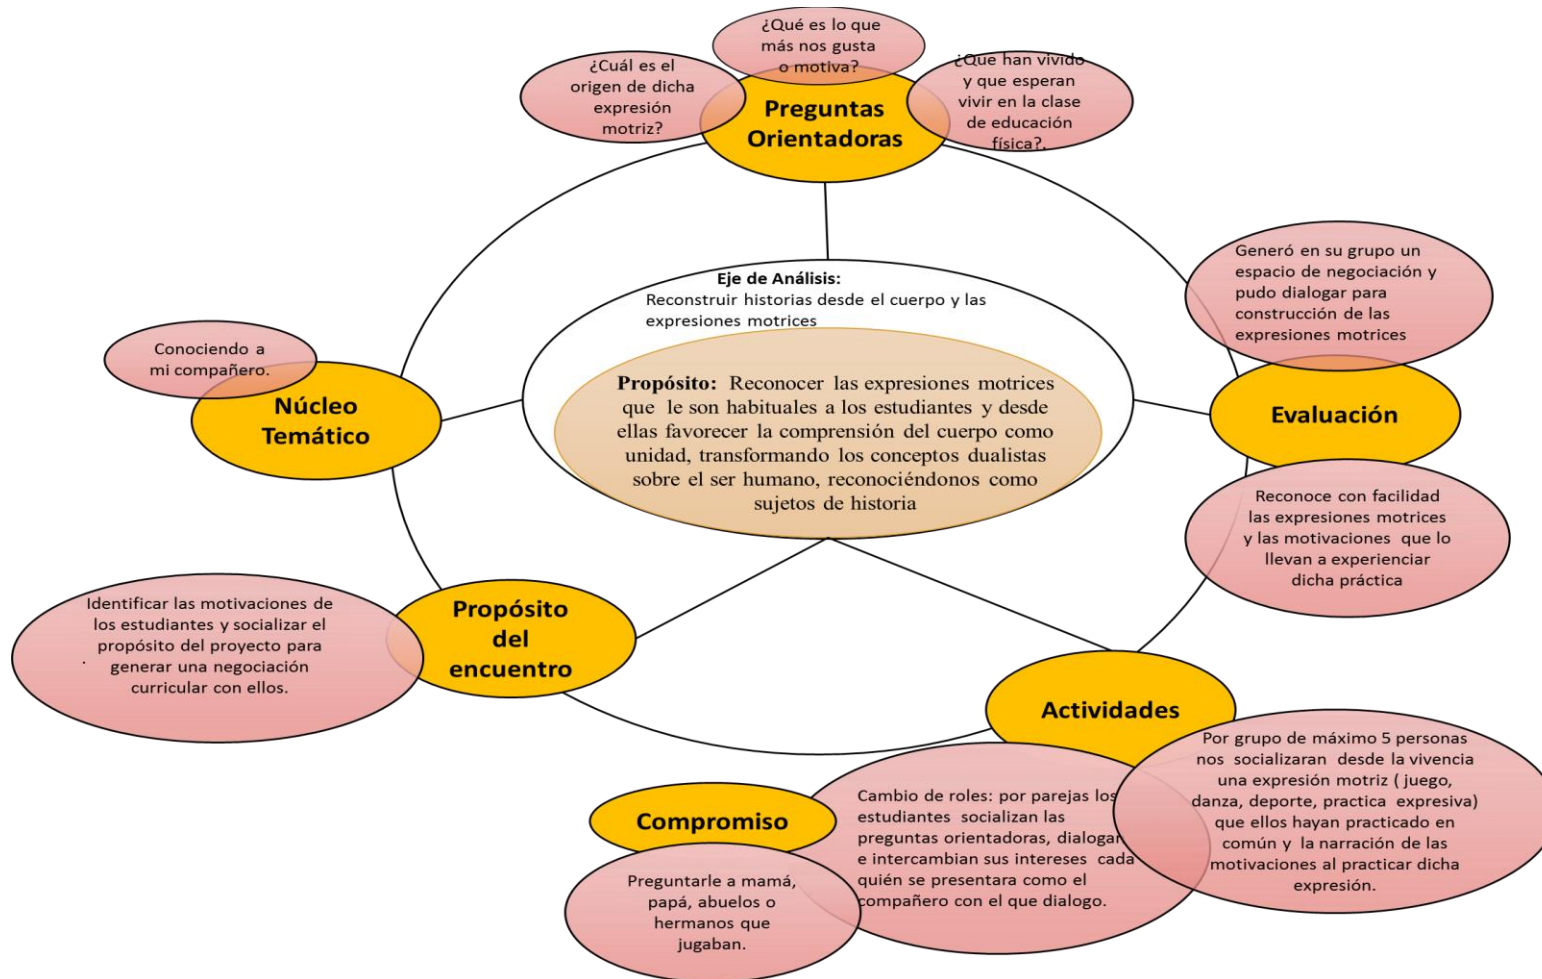 ¿Qué es lo que
más nos gusta
o motiva?
¿Cuál es el
origen de dicha
expresión
motriz?
¿Que han vivido
y que esperan
vivir en la clase
de educación
física?.
Preguntas
Orientadoras
Generó en su grupo un
espacio de negociación y
pudo dialogar para
construcción de las
expresiones motrices
Eje de Análisis:
Reconstruir historias desde el cuerpo y las
expresiones motrices
Conociendo a
mi compañero.
Núcleo
Temático
Propósito: Reconocer las expresiones motrices
que le son habituales a los estudiantes y desde
ellas favorecer la comprensión del cuerpo como
unidad, transformando los conceptos dualistas
sobre el ser humano, reconociéndonos como
sujetos de historia
Evaluación
Reconoce con facilidad
las expresiones motrices
y las motivaciones que lo
llevan a experienciar
dicha práctica
Identificar las motivaciones de
los estudiantes y socializar el
propósito del proyecto para
generar una negociación
curricular con ellos.
.
Propósito
del
encuentro
Actividades
Por grupo de máximo 5 personas
nos socializaran desde la vivencia
una expresión motriz ( juego,
danza, deporte, practica expresiva)
que ellos hayan practicado en
común y la narración de las
motivaciones al practicar dicha
expresión.
Cambio de roles: por parejas los
estudiantes socializan las
preguntas orientadoras, dialogan
e intercambian sus intereses cada
quién se presentara como el
compañero con el que dialogo.
Compromiso
Preguntarle a mamá,
papá, abuelos o
hermanos que
jugaban.